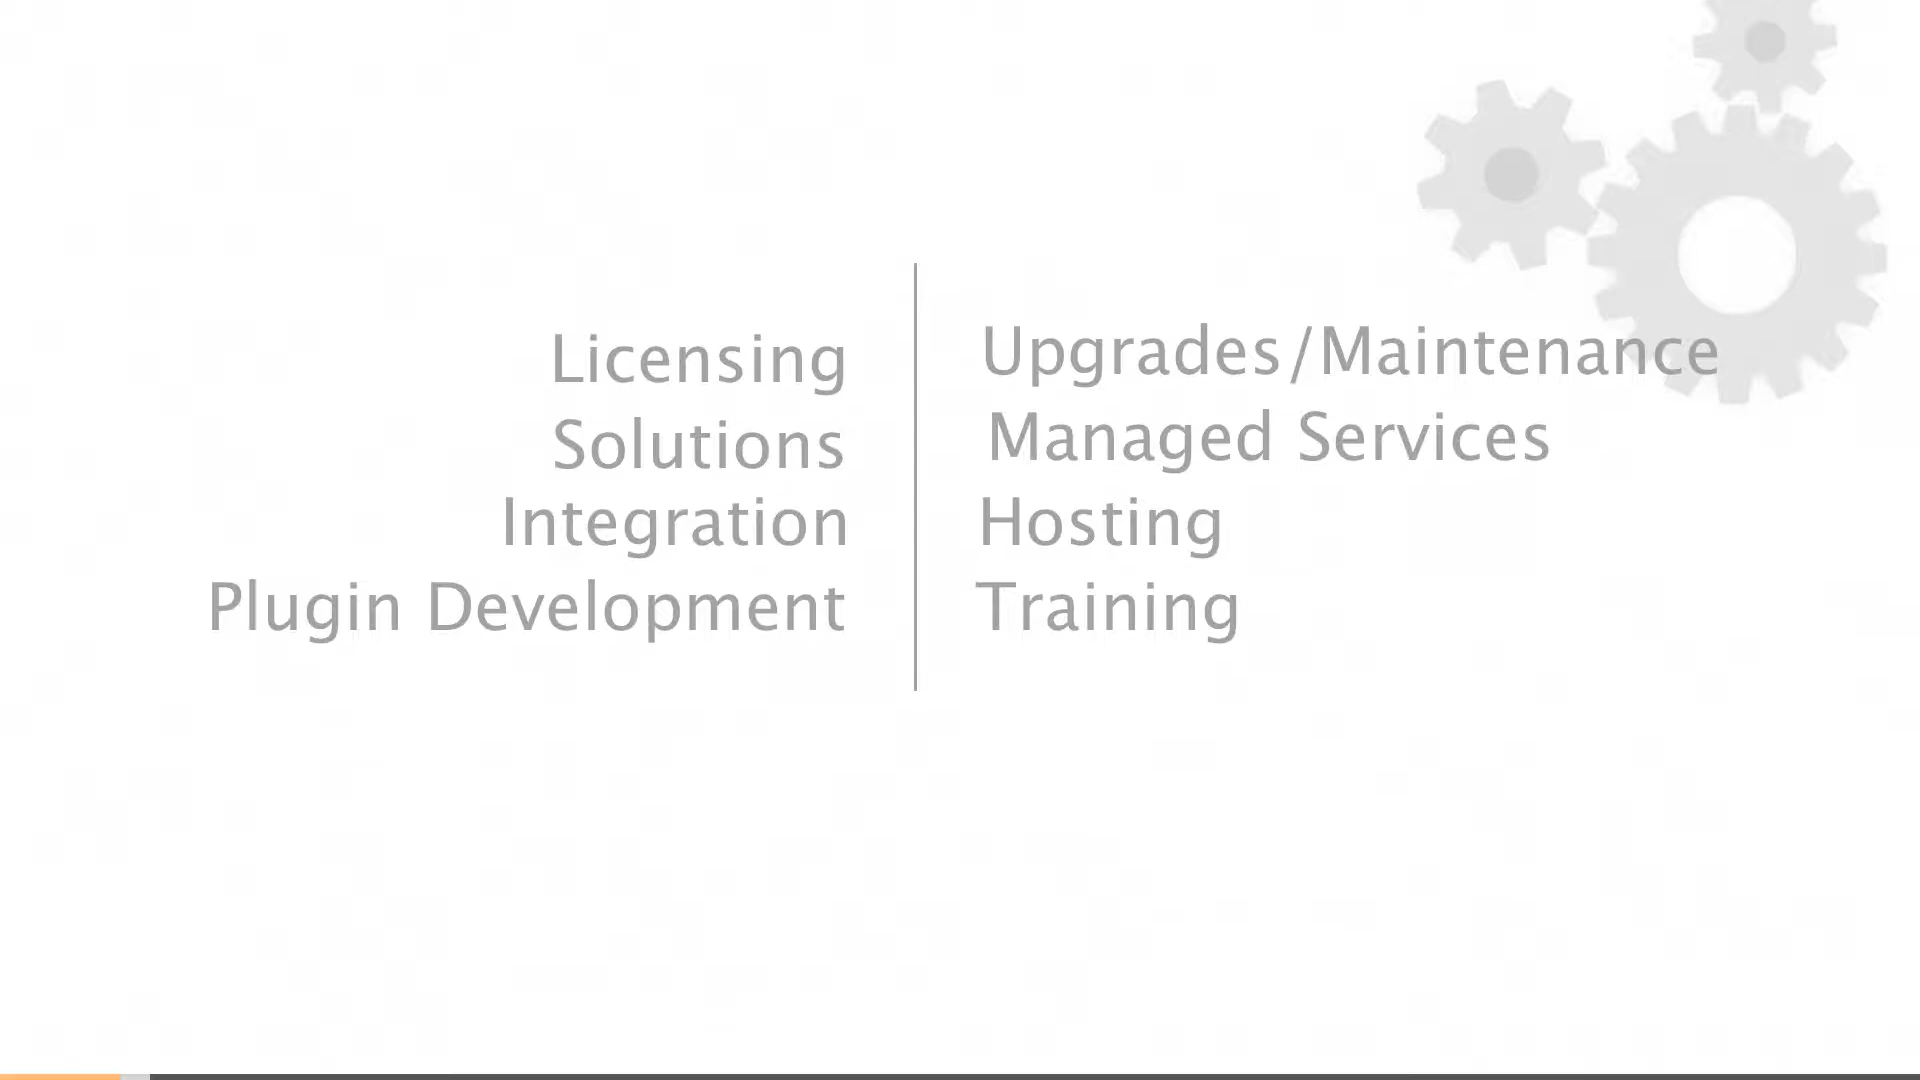 Licensing
Solutions
Integration
Plugin Development
Upgrades/Maintenance
Managed Services
Hosting
Training